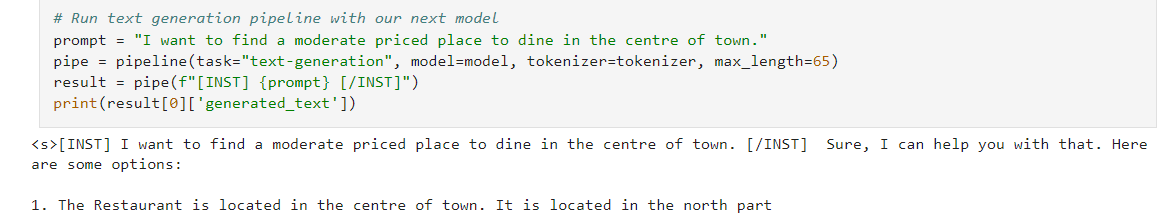 # Run text generation pipeline with our next model
prompt = "I want to find a moderate priced place to dine in the centre of town."
pipe = pipeline(task="text-generation", model=model, tokenizer=tokenizer, max_length=65)
result = pipe(f"[INST] {prompt} [/INST]")
print(result[0]['generated_text'])
<s>[INST] I want to find a moderate priced place to dine in the centre of town. [/INST]  Sure, I can help you with that. Here
are some options:
1. The Restaurant is located in the centre of town. It is located in the north part